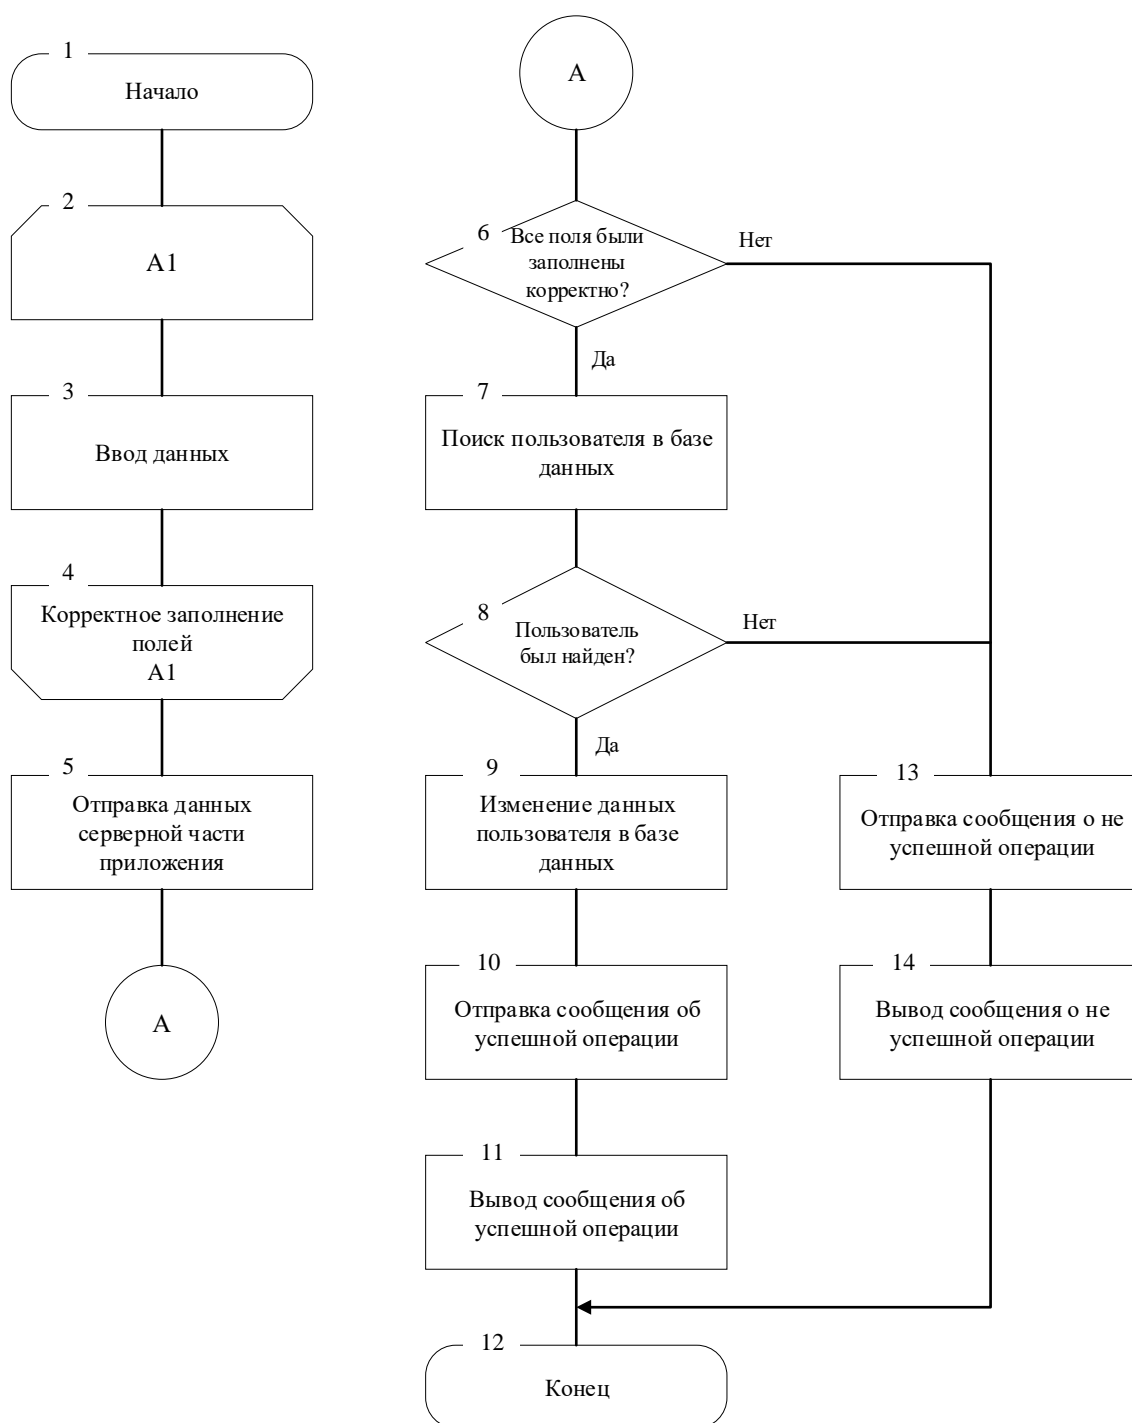 1
Начало
2
А1
3
Ввод данных
4
Корректное заполнение
полей
А1
5
Отправка данных
серверной части
приложения
А
А
6
Все поля были
заполнены
корректно?
Нет
Да
7
Поиск пользователя в базе
данных
8
Пользователь
был найден?
Нет
Да
9
Изменение данных
пользователя в базе
данных
10
Отправка сообщения об
успешной операции
11
Вывод сообщения об
успешной операции
12
Конец
13
Отправка сообщения о не
успешной операции
14
Вывод сообщения о не
успешной операции